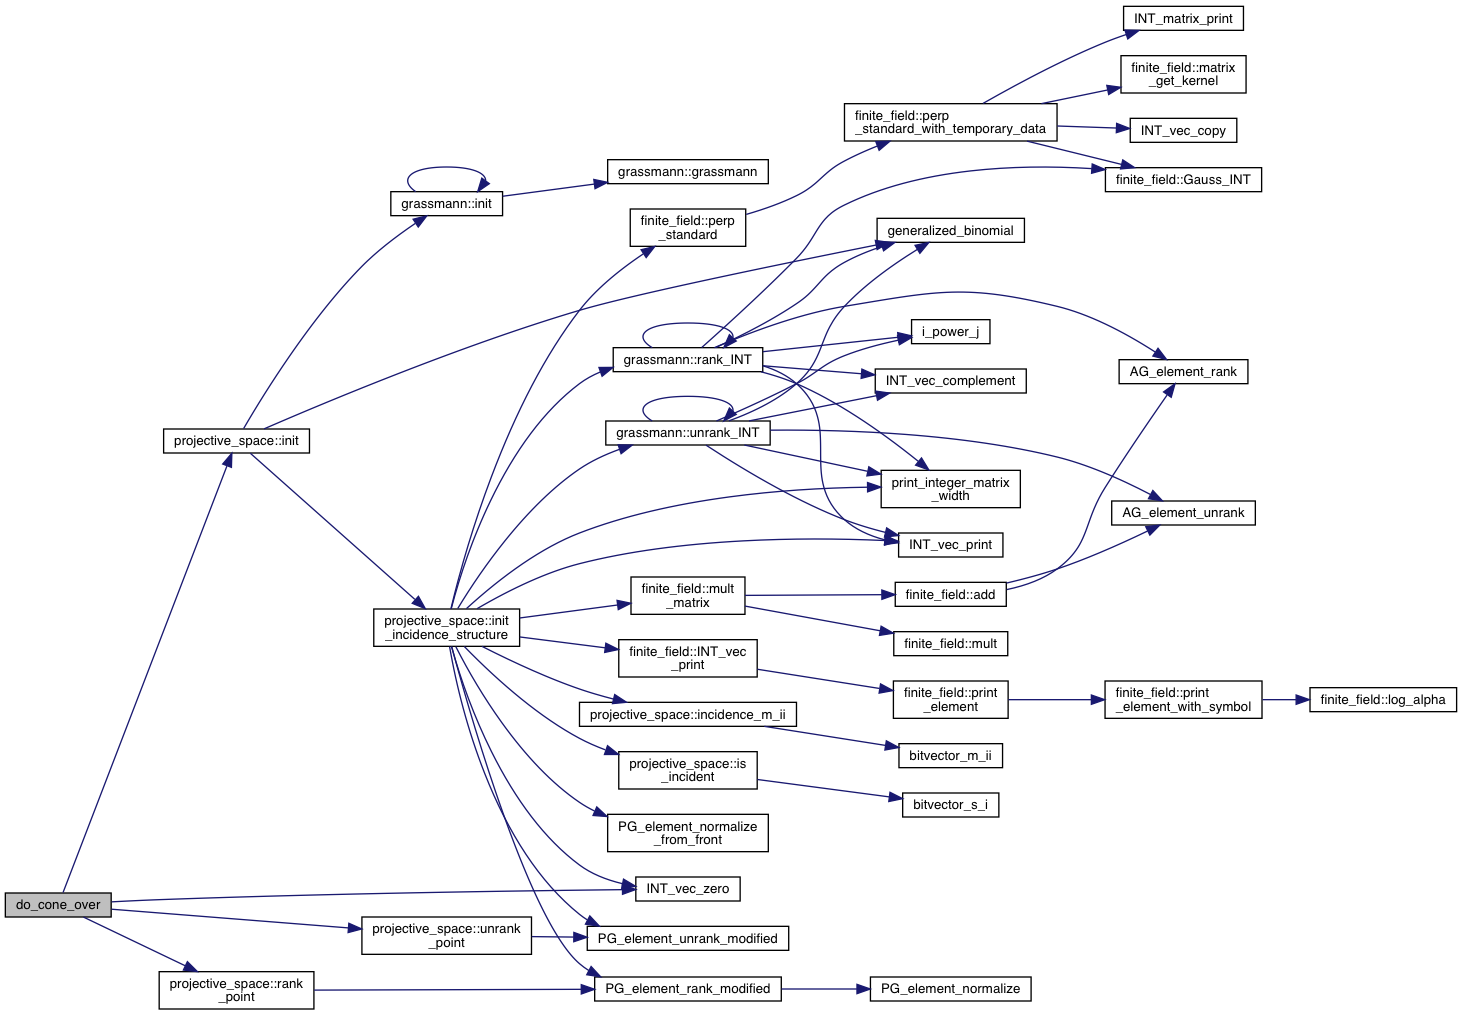 INT_matrix_print
finite_field::matrix
_get_kernel
finite_field::perp
_standard_with_temporary_data
INT_vec_copy
grassmann::grassmann
finite_field::Gauss_INT
grassmann::init
finite_field::perp
_standard
generalized_binomial
i_power_j
grassmann::rank_INT
AG_element_rank
INT_vec_complement
projective_space::init
grassmann::unrank_INT
print_integer_matrix
_width
AG_element_unrank
INT_vec_print
finite_field::mult
_matrix
finite_field::add
projective_space::init
_incidence_structure
finite_field::mult
finite_field::INT_vec
_print
finite_field::print
_element
finite_field::print
_element_with_symbol
finite_field::log_alpha
projective_space::incidence_m_ii
bitvector_m_ii
projective_space::is
_incident
bitvector_s_i
PG_element_normalize
_from_front
INT_vec_zero
do_cone_over
projective_space::unrank
_point
PG_element_unrank_modified
projective_space::rank
_point
PG_element_rank_modified
PG_element_normalize